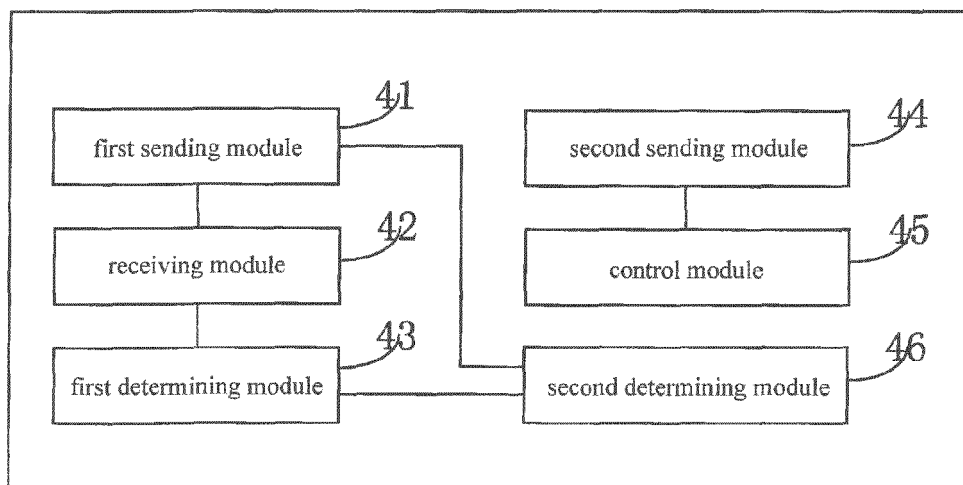 41
first sending module
42
receiving module
43
first determining module
44
second sending module
45
control module
46
second determining module